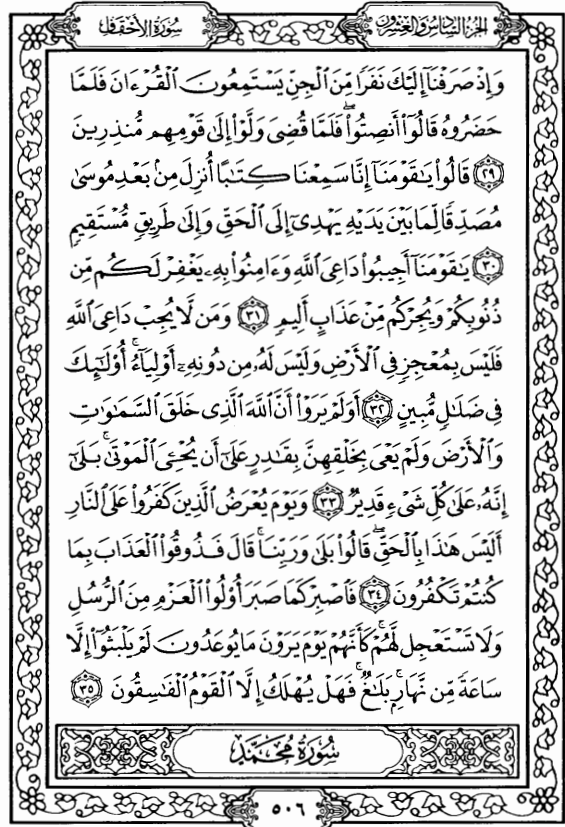 الجزء السادس والعشرون
سورة الأحقاف
وَإِذْ صَرَفْنَآ إِلَيْكَ نَفَرًا مِّنَ ٱلْجِنِّ يَسْتَمِعُونَ ٱلْقُرْءَانَ فَلَمَّا
حَضَرُوهُ قَالُوٓا۟ أَنصِتُوا۟ ۖ فَلَمَّا قُضِىَ وَلَّوْا۟ إِلَىٰ قَوْمِهِم مُّنذِرِينَ
٢٩ قَالُوا۟ يَٰقَوْمَنَآ إِنَّا سَمِعْنَا كِتَٰبًا أُنزِلَ مِنۢ بَعْدِ مُوسَىٰ
مُصَدِّقًا لِّمَا بَيْنَ يَدَيْهِ يَهْدِىٓ إِلَى ٱلْحَقِّ وَإِلَىٰ طَرِيقٍ مُّسْتَقِيمٍ
٣٠ يَٰقَوْمَنَآ أَجِيبُوا۟ دَاعِىَ ٱللَّهِ وَءَامِنُوا۟ بِهِۦ يَغْفِرْ لَكُم مِّن
ذُنُوبِكُمْ وَيُجِرْكُم مِّنْ عَذَابٍ أَلِيمٍ ٣١ وَمَن لَّا يُجِبْ دَاعِىَ ٱللَّهِ
فَلَيْسَ بِمُعْجِزٍ فِى ٱلْأَرْضِ وَلَيْسَ لَهُۥ مِن دُونِهِۦٓ أَوْلِيَآءُ ۚ أُو۟لَٰٓئِكَ
فِى ضَلَٰلٍ مُّبِينٍ ٣٢ أَوَلَمْ يَرَوْا۟ أَنَّ ٱللَّهَ ٱلَّذِى خَلَقَ ٱلسَّمَٰوَٰتِ
وَٱلْأَرْضَ وَلَمْ يَعْىَ بِخَلْقِهِنَّ بِقَٰدِرٍ عَلَىٰٓ أَن يُحْۦِىَ ٱلْمَوْتَىٰ ۚ بَلَىٰٓ
إِنَّهُۥ عَلَىٰ كُلِّ شَىْءٍ قَدِيرٌ ٣٣ وَيَوْمَ يُعْرَضُ ٱلَّذِينَ كَفَرُوا۟ عَلَى ٱلنَّارِ
أَلَيْسَ هَٰذَا بِٱلْحَقِّ ۖ قَالُوا۟ بَلَىٰ وَرَبِّنَا ۚ قَالَ فَذُوقُوا۟ ٱلْعَذَابَ بِمَا
كُنتُمْ تَكْفُرُونَ ٣٤ فَٱصْبِرْ كَمَا صَبَرَ أُو۟لُوا۟ ٱلْعَزْمِ مِنَ ٱلرُّسُلِ
وَلَا تَسْتَعْجِل لَّهُمْ ۚ كَأَنَّهُمْ يَوْمَ يَرَوْنَ مَا يُوعَدُونَ لَمْ يَلْبَثُوٓا۟ إِلَّا
سَاعَةً مِّن نَّهَارٍۭ ۚ بَلَٰغٌ ۚ فَهَلْ يُهْلَكُ إِلَّا ٱلْقَوْمُ ٱلْفَٰسِقُونَ ٣٥
سُورَةُ مُحَمَّدٍ
٥٠٦